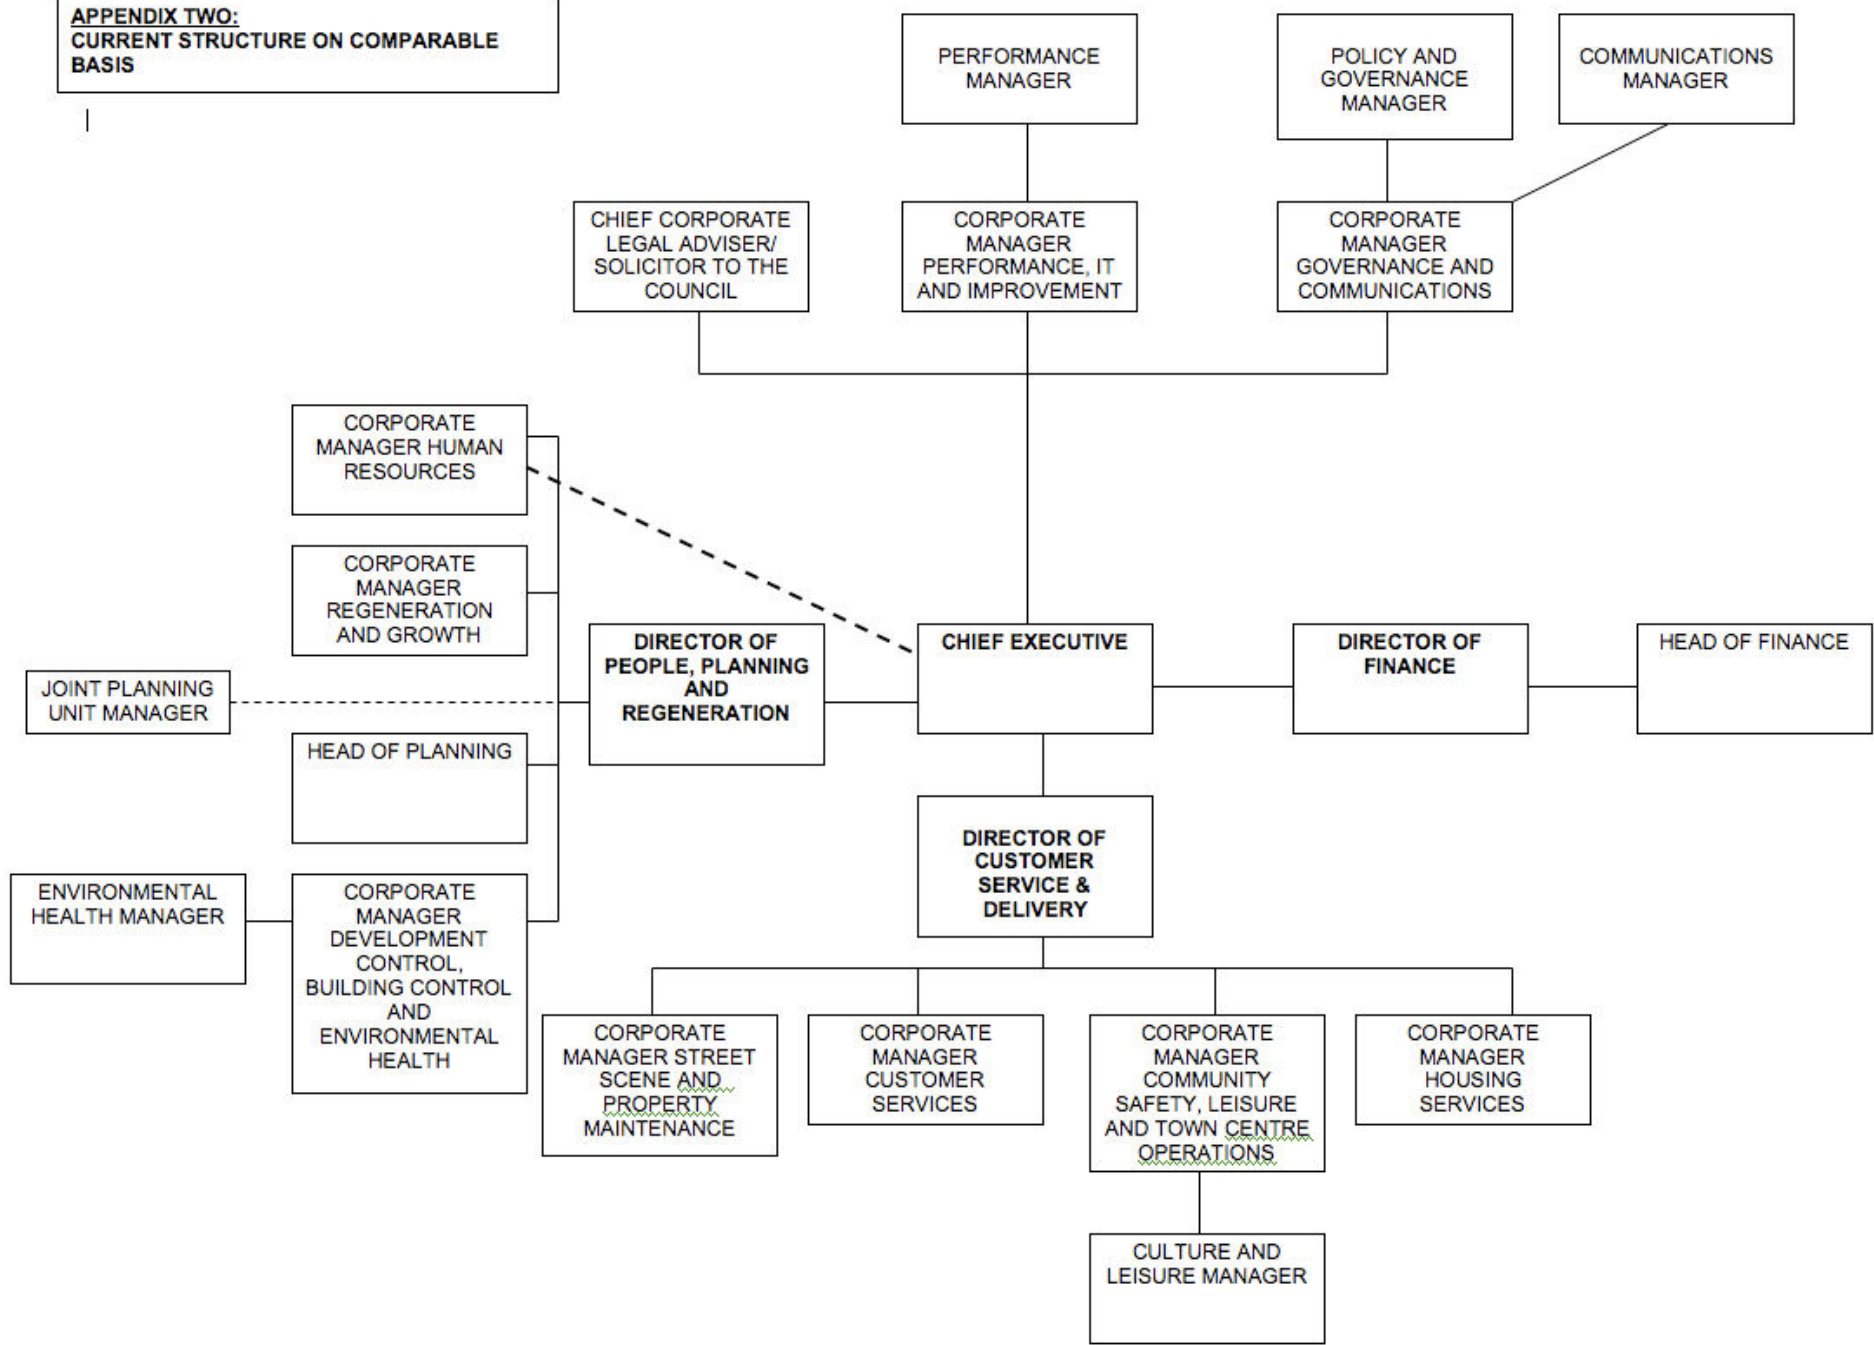 APPENDIX TWO:
CURRENT STRUCTURE ON COMPARABLE
BASIS
PERFORMANCE
MANAGER
POLICY AND
GOVERNANCE
MANAGER
COMMUNICATIONS
MANAGER
CHIEF CORPORATE
LEGAL ADVISER/
SOLICITOR TO THE
COUNCIL
CORPORATE
MANAGER
PERFORMANCE, IT
AND IMPROVEMENT
CORPORATE
MANAGER
GOVERNANCE AND
COMMUNICATIONS
CORPORATE
MANAGER HUMAN
RESOURCES
CORPORATE
MANAGER
REGENERATION
AND GROWTH
JOINT PLANNING
UNIT MANAGER
HEAD OF PLANNING
ENVIRONMENTAL
HEALTH MANAGER
CORPORATE
MANAGER
DEVELOPMENT
CONTROL,
BUILDING CONTROL
AND
ENVIRONMENTAL
HEALTH
DIRECTOR OF
PEOPLE, PLANNING
AND
REGENERATION
CHIEF EXECUTIVE
DIRECTOR OF
FINANCE
HEAD OF FINANCE
DIRECTOR OF
CUSTOMER
SERVICE &
DELIVERY
CORPORATE
MANAGER STREET
SCENE AND
PROPERTY
MAINTENANCE
CORPORATE
MANAGER
CUSTOMER
SERVICES
CORPORATE
MANAGER
COMMUNITY
SAFETY, LEISURE
AND TOWN CENTRE
OPERATIONS
CORPORATE
MANAGER
HOUSING
SERVICES
CULTURE AND
LEISURE MANAGER